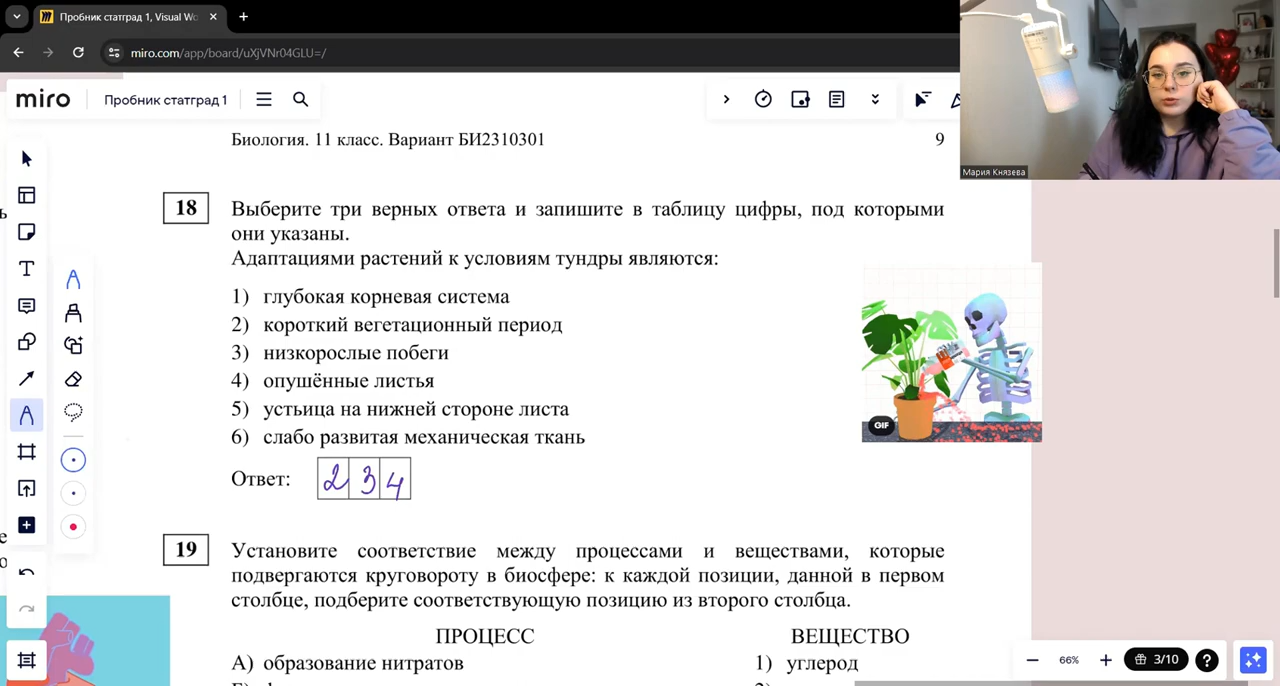 Пробник статград 1, Visual Wo
miro.com/app/board/uXjVNr04GLU=/
miro
Пробник статград 1
Мария Князева
Биология. 11 класс. Вариант БИ2310301
9
18
Выберите три верных ответа и запишите в таблицу цифры, под которыми
они указаны.
Адаптациями растений к условиям тундры являются:
1) глубокая корневая система
2) короткий вегетационный период
3) низкорослые побеги
4) опушённые листья
5) устьица на нижней стороне листа
6) слабо развитая механическая ткань
GIF
Ответ: 2 3 4
19
Установите соответствие между процессами и веществами, которые
подвергаются круговороту в биосфере: к каждой позиции, данной в первом
столбце, подберите соответствующую позицию из второго столбца.
ПРОЦЕСС ВЕЩЕСТВО
А) образование нитратов 1) углерод
66%
3/10